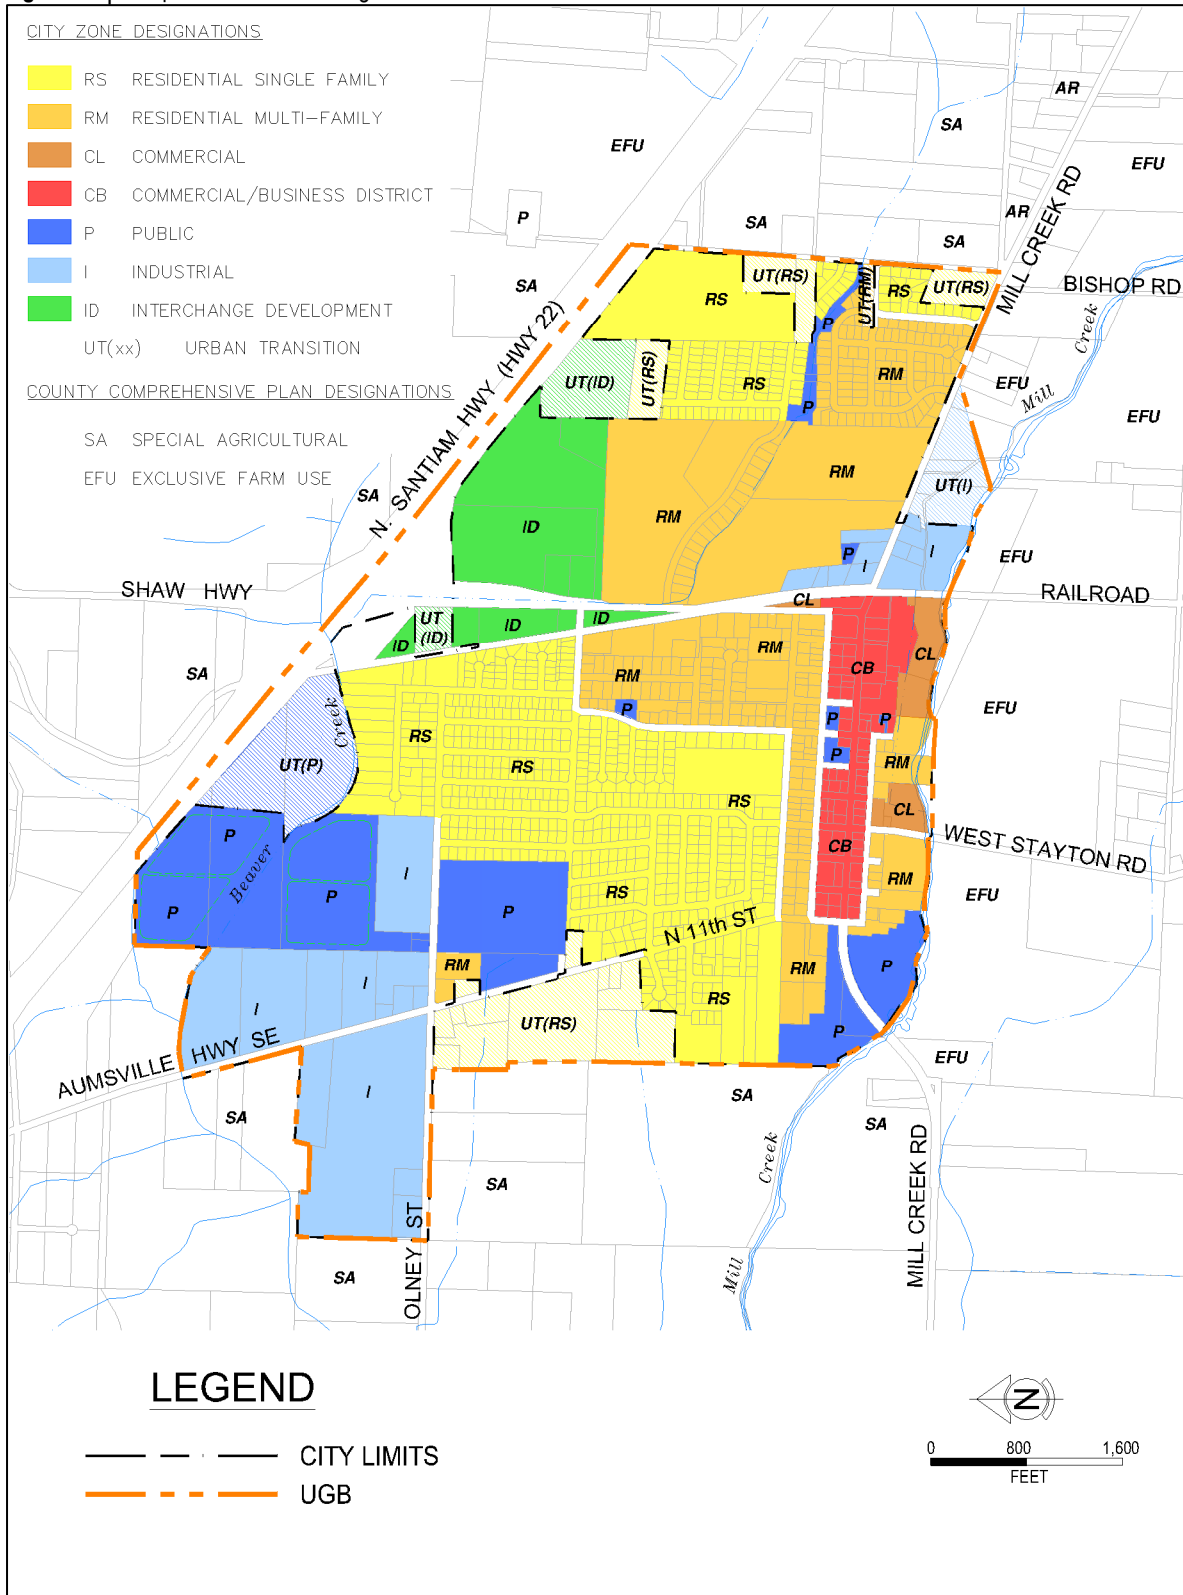 CITY ZONE DESIGNATIONS
RS RESIDENTIAL SINGLE FAMILY
RM RESIDENTIAL MULTI-FAMILY
CL COMMERCIAL
CB COMMERCIAL/BUSINESS DISTRICT
P PUBLIC
I INDUSTRIAL
ID INTERCHANGE DEVELOPMENT
UT(xx) URBAN TRANSITION
COUNTY COMPREHENSIVE PLAN DESIGNATIONS
SA SPECIAL AGRICULTURAL
EFU EXCLUSIVE FARM USE
AR
SA
EFU
EFU
P
SA
AR
SA
MILL CREEK RD
SA
UT(RS)
UT(RM)
RS
UT(RS)
BISHOP RD
RS
P
Creek
N. SANTIAM HWY (HWY 22)
UT(ID)
UT(RS)
RS
RM
EFU
Mill
P
EFU
SA
RM
RM
UT(I)
ID
P
I
I
EFU
SHAW HWY
RAILROAD
CL
UT
(ID)
ID
ID
ID
RM
CL
SA
RM
CB
Creek
P
P
P
EFU
RS
RS
UT(P)
P
RM
RS
CL
P
Beaver
CB
WEST STAYTON RD
I
P
RS
RM
EFU
P
P
N 11th ST
RM
RM
P
I
I
RS
UT(RS)
P
AUMSVILLE HWY SE
EFU
I
SA
SA
SA
Creek
SA
MILL CREEK RD
OLNEY ST
SA
Mill
LEGEND
N
CITY LIMITS
0 800 1,600
FEET
UGB